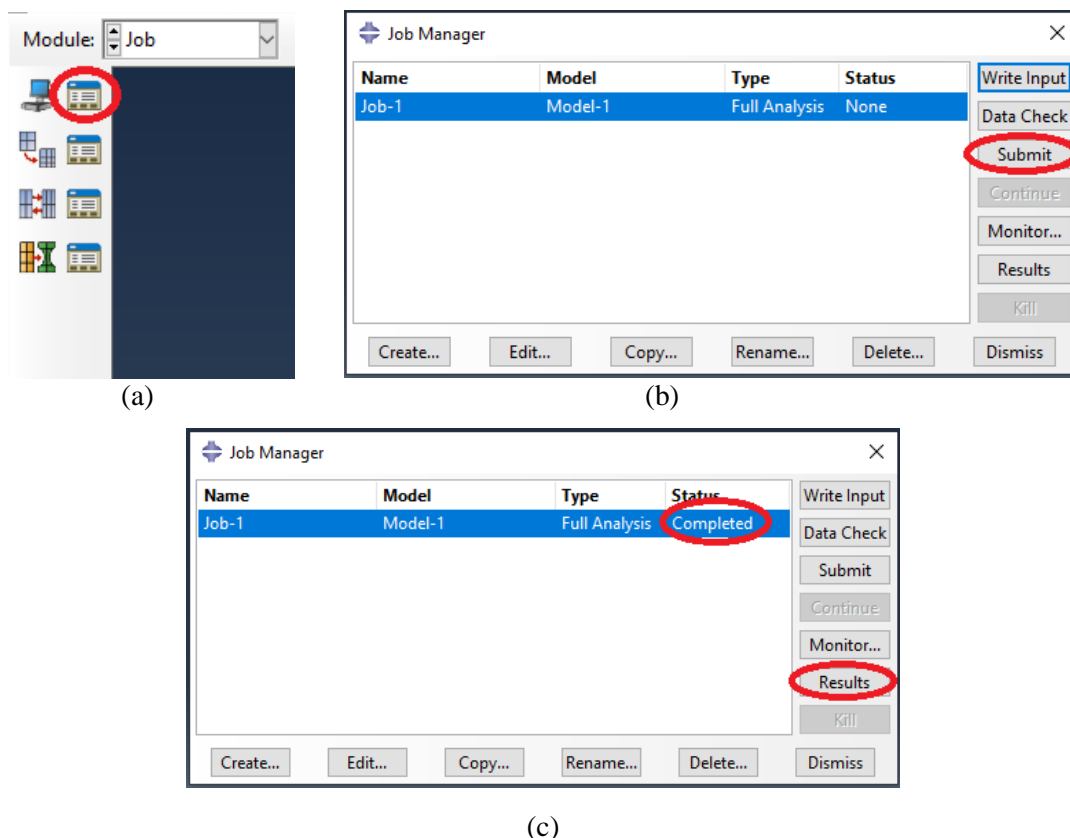 Module: Job
(a)
Job Manager
Name Model Type Status
Job-1 Model-1 Full Analysis None
Write Input
Data Check
Submit
Continue
Monitor...
Results
Kill
Create... Edit... Copy... Rename... Delete... Dismiss
(b)
Job Manager
Name Model Type Status
Job-1 Model-1 Full Analysis Completed
Write Input
Data Check
Submit
Continue
Monitor...
Results
Kill
Create... Edit... Copy... Rename... Delete... Dismiss
(c)